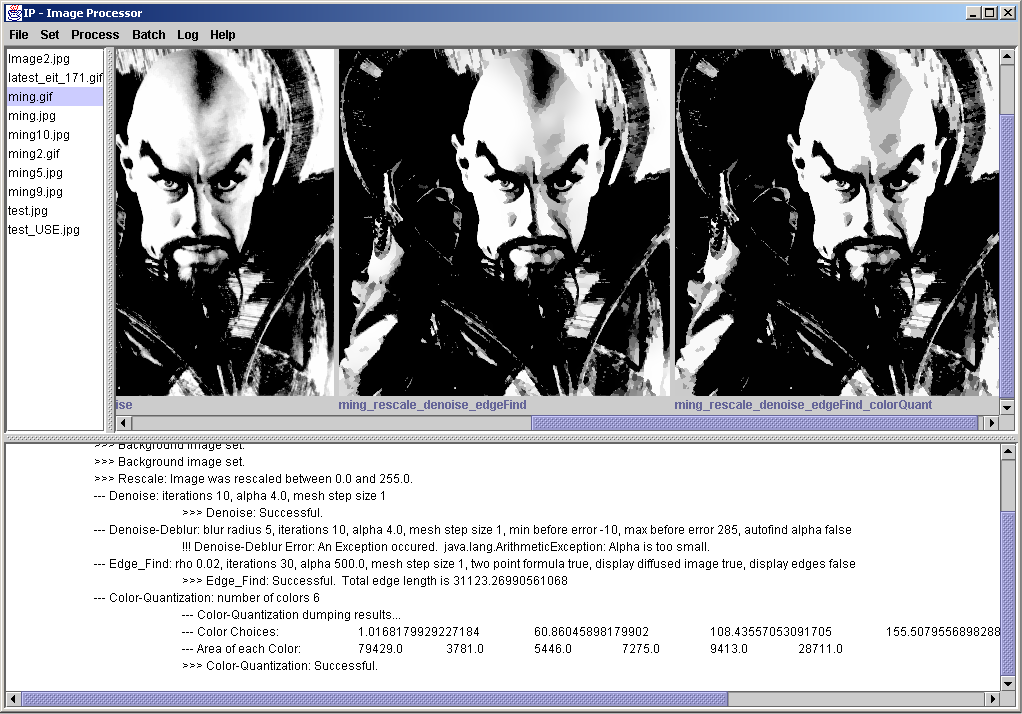 IP - Image Processor
File Set Process Batch Log Help
Image2.jpg
latest_eit_171.gif
ming.gif
ming.jpg
ming10.jpg
ming2.gif
ming5.jpg
ming9.jpg
test.jpg
test_USE.jpg
ise ming_rescale_denoise_edgeFind ming_rescale_denoise_edgeFind_colorQuant
>>> Background image set.
>>> Background image set.
>>> Rescale: Image was rescaled between 0.0 and 255.0.
--- Denoise: iterations 10, alpha 4.0, mesh step size 1
>>> Denoise: Successful.
--- Denoise-Deblur: blur radius 5, iterations 10, alpha 4.0, mesh step size 1, min before error -10, max before error 285, autofind alpha false
!!! Denoise-Deblur Error: An Exception occured. java.lang.ArithmeticException: Alpha is too small.
--- Edge_Find: rho 0.02, iterations 30, alpha 500.0, mesh step size 1, two point formula true, display diffused image true, display edges false
>>> Edge_Find: Successful. Total edge length is 31123.26990561068
--- Color-Quantization: number of colors 6
--- Color-Quantization dumping results...
--- Color Choices: 1.0168179929227184 60.86045898179902 108.43557053091705 155.5079556898288
--- Area of each Color: 79429.0 3781.0 5446.0 7275.0 9413.0 28711.0
>>> Color-Quantization: Successful.